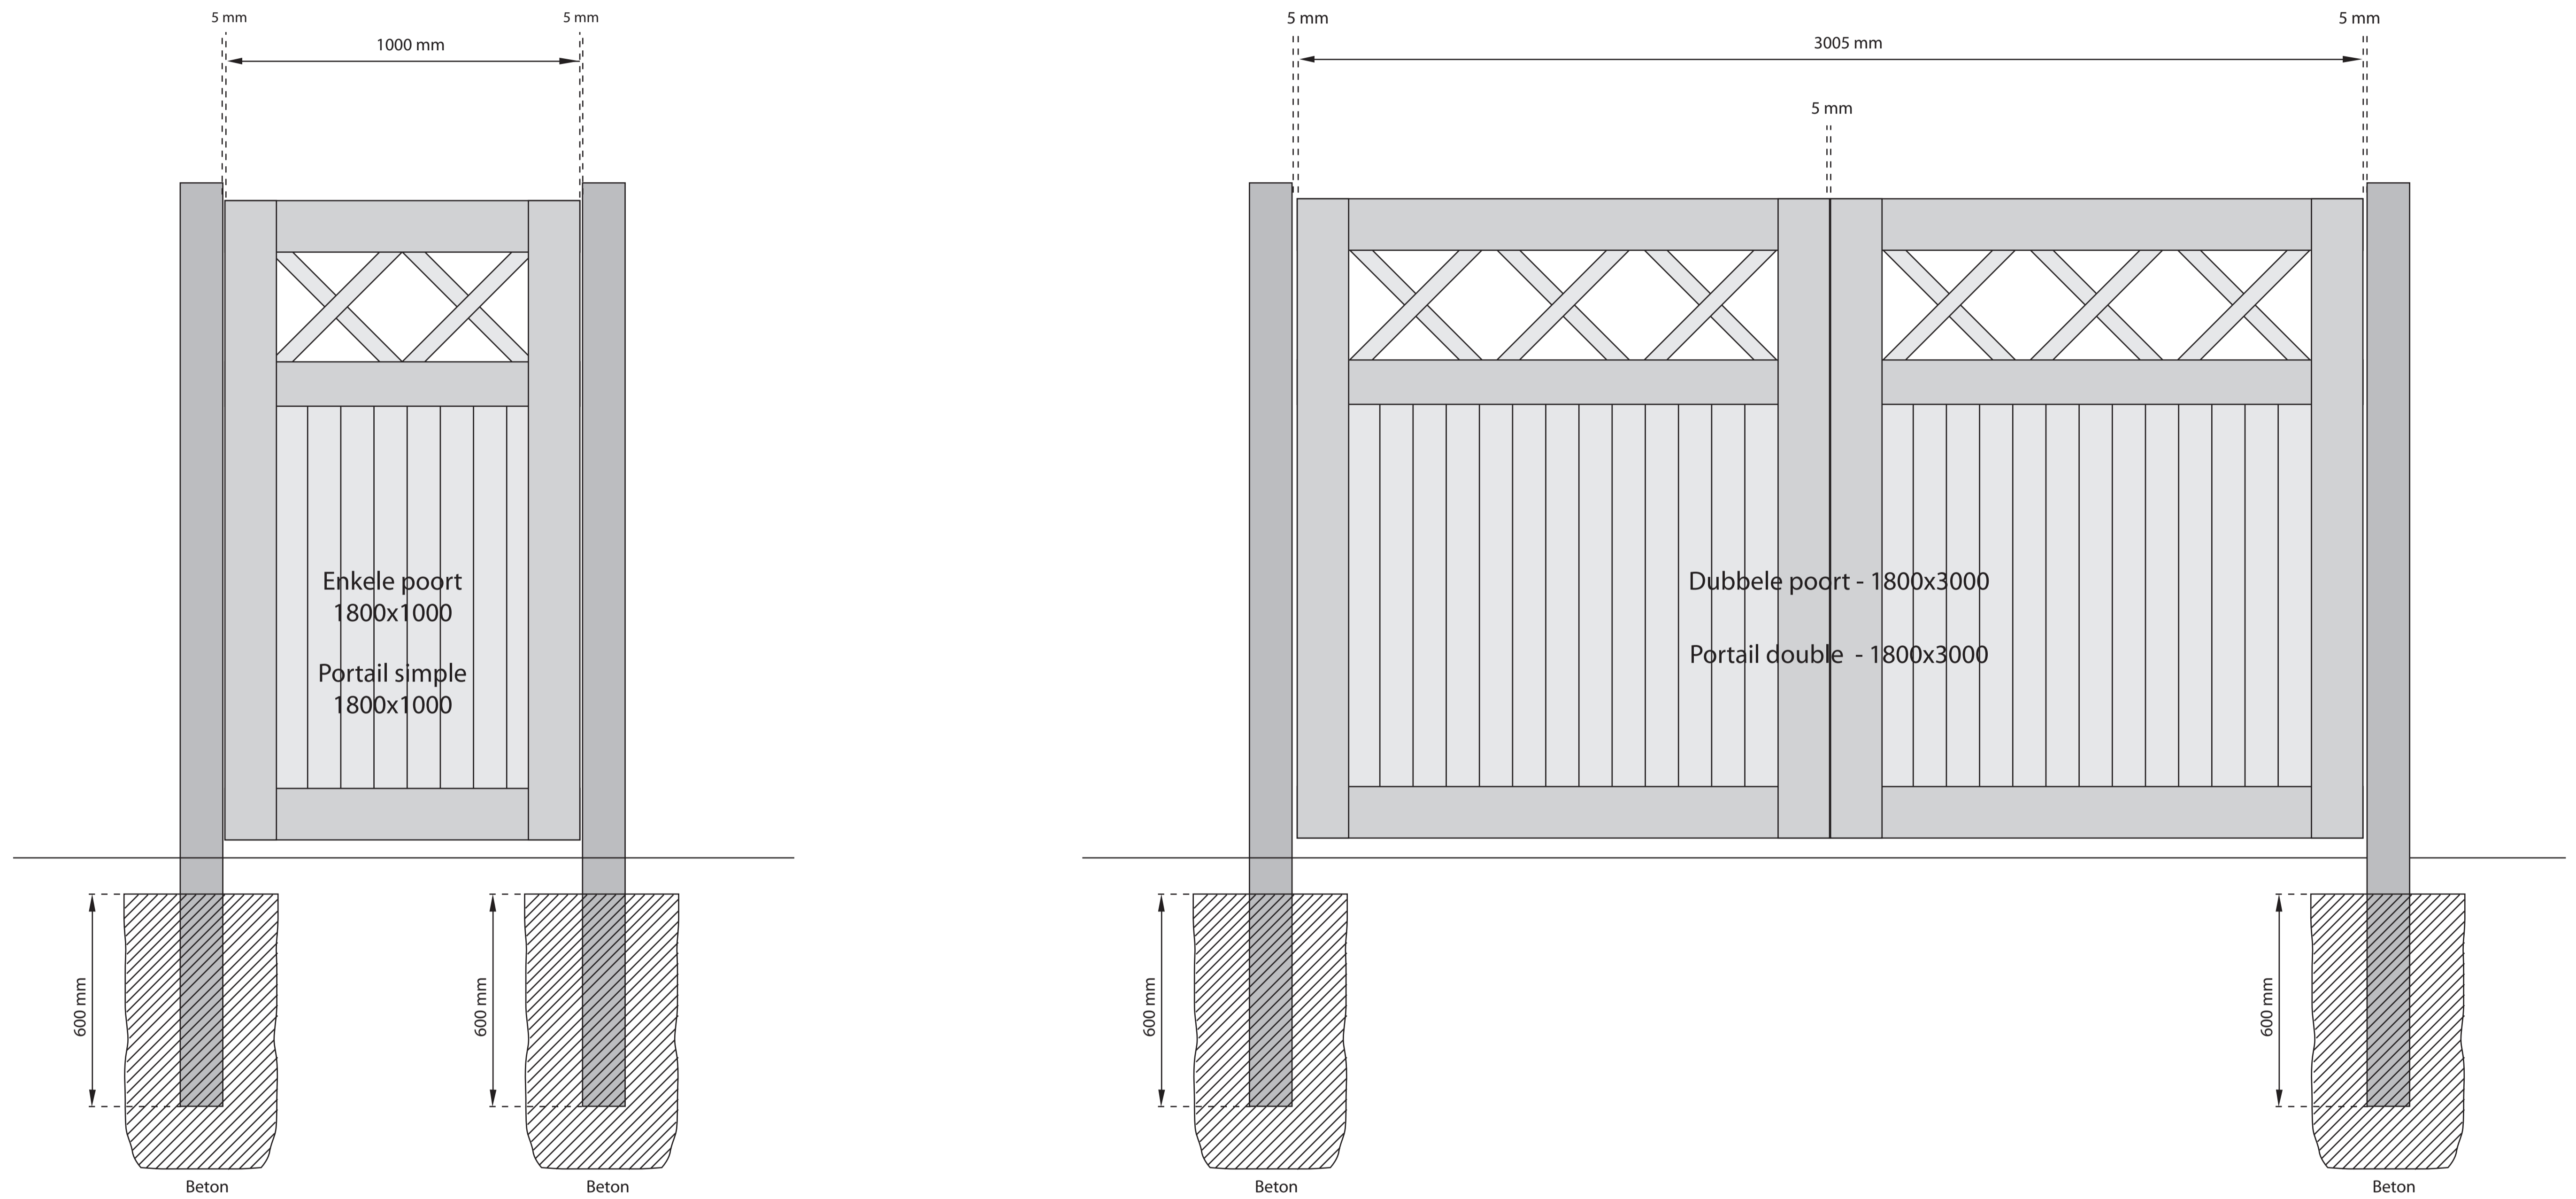 5 mm
5 mm
1000 mm
Enkele poort
1800x1000
Portail simple
1800x1000
600 mm
600 mm
Beton
Beton
5 mm
5 mm
3005 mm
5 mm
Dubbele poort - 1800x3000
Portail double  - 1800x3000
600 mm
600 mm
Beton
Beton